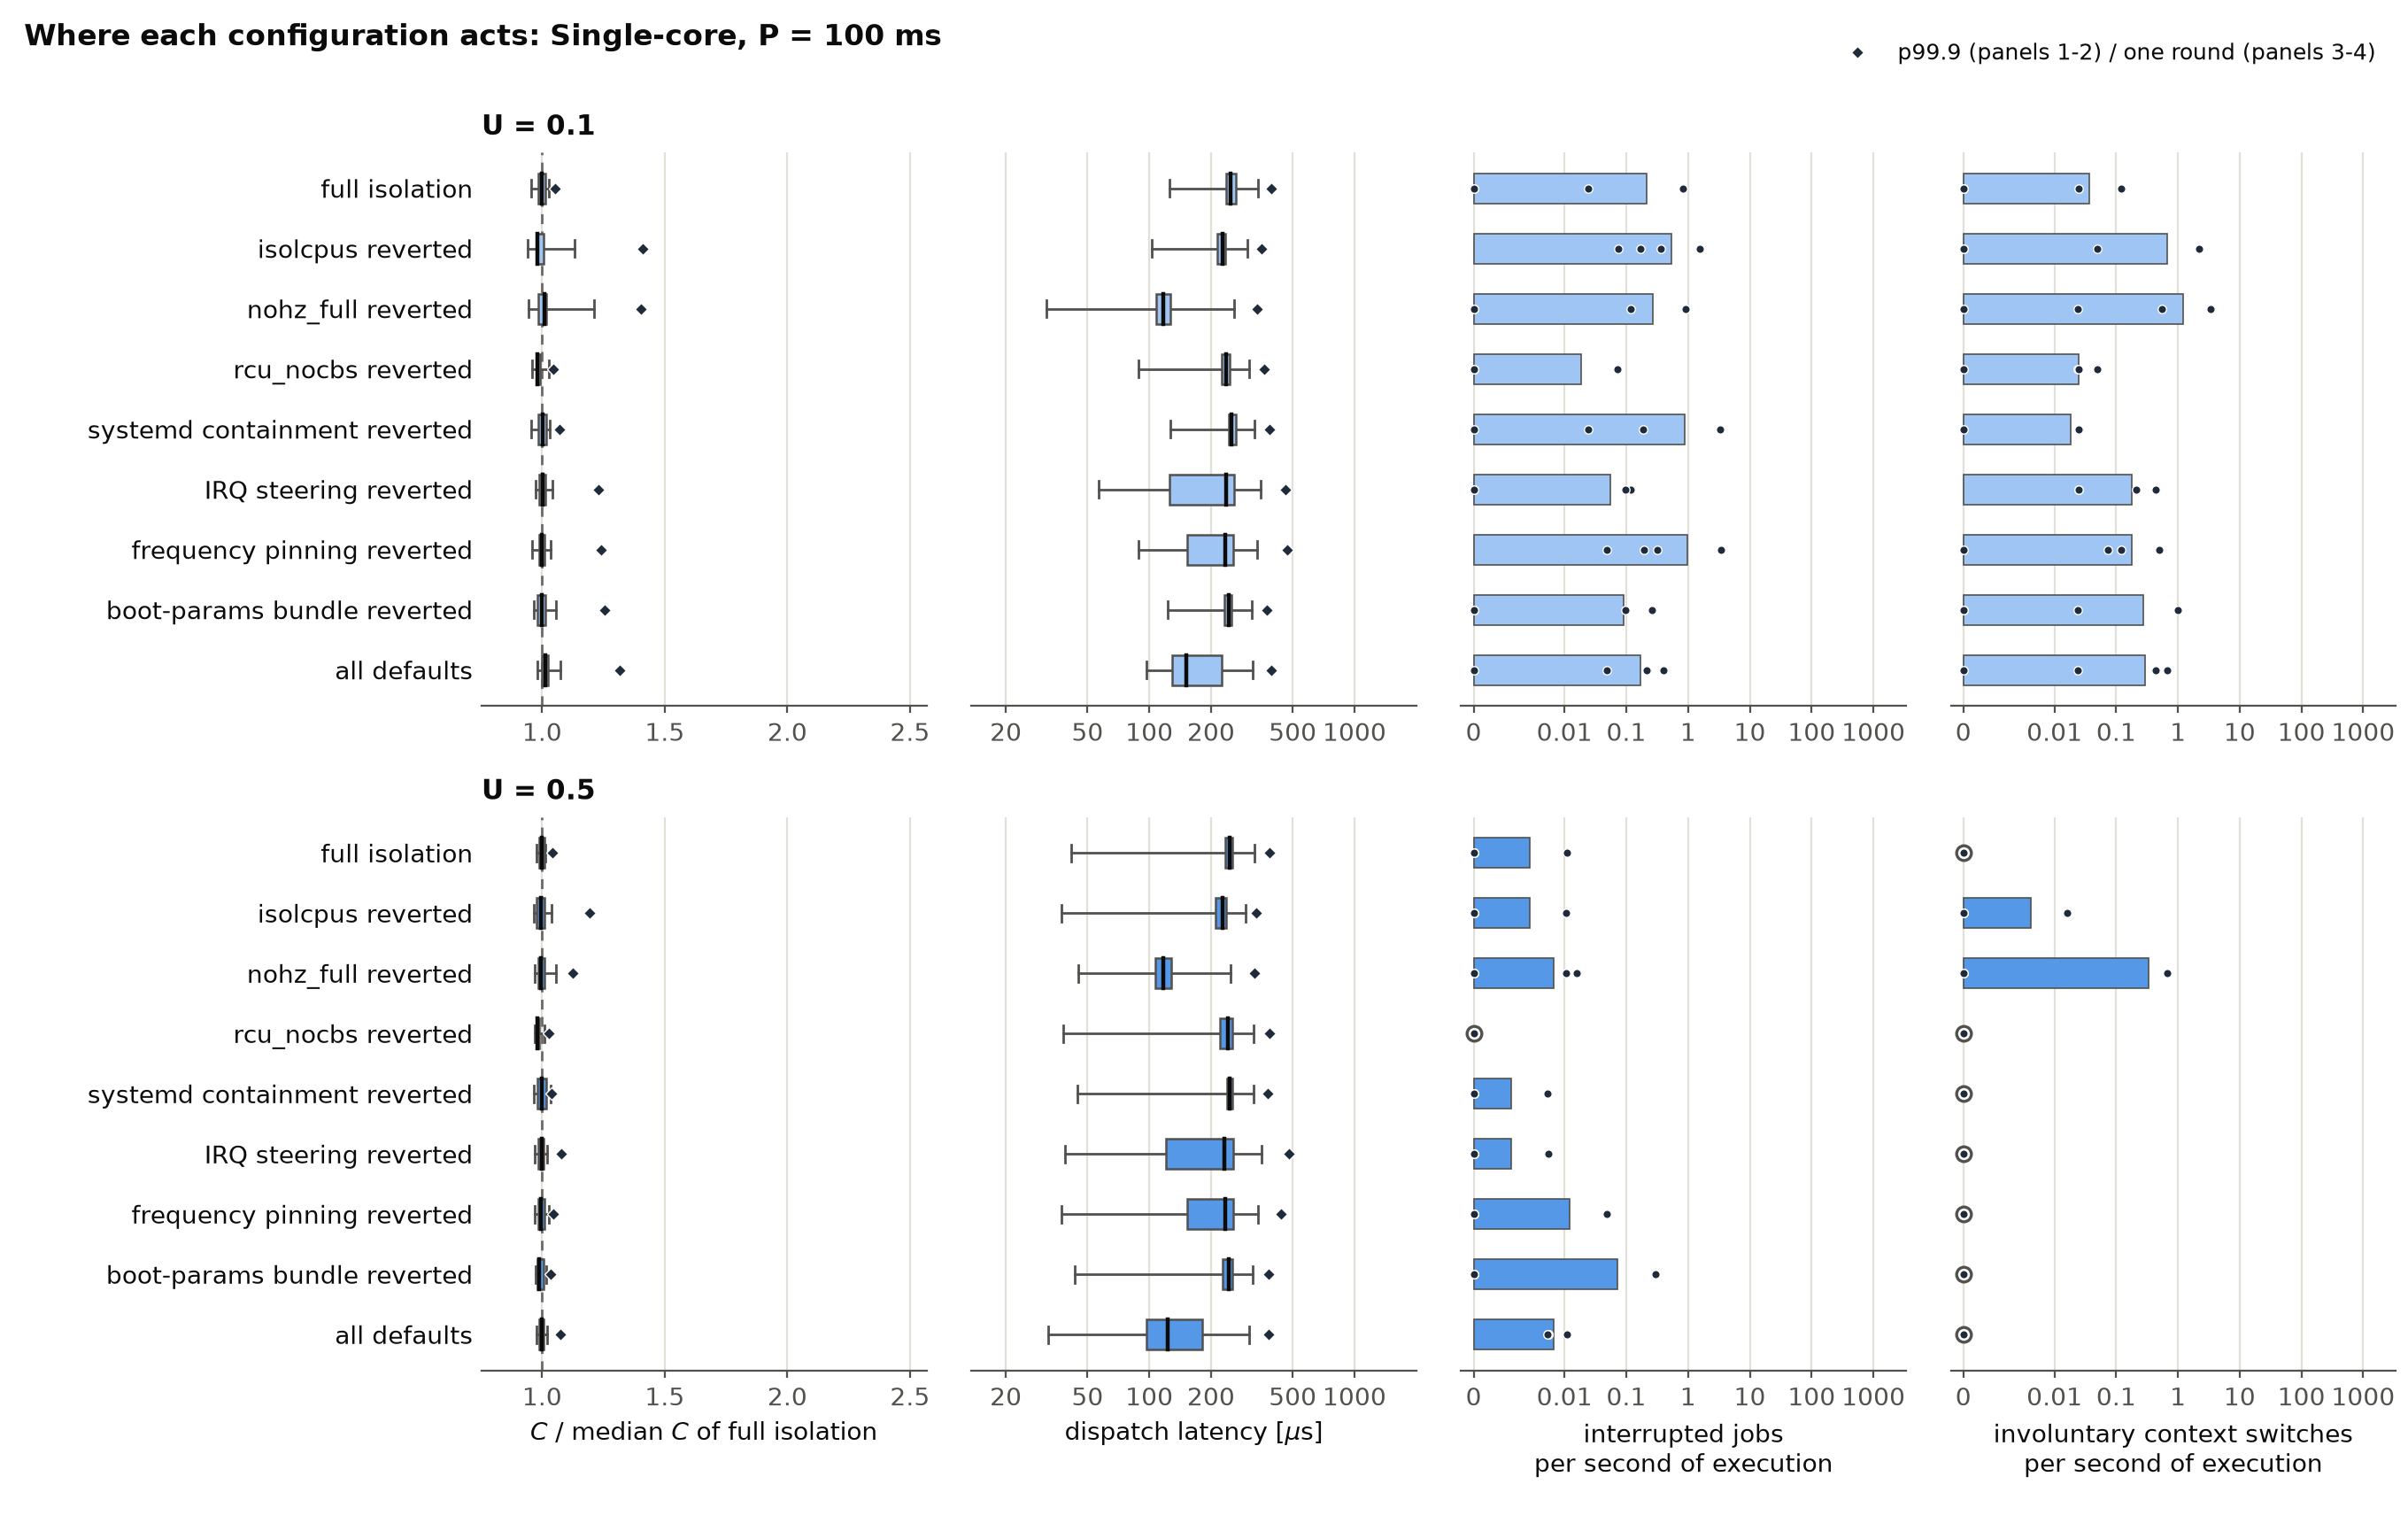 Where each configuration acts: Single-core, P = 100 ms
p99.9 (panels 1-2) / one round (panels 3-4)
U = 0.1
full isolation
isolcpus reverted
nohz_full reverted
rcu_nocbs reverted
systemd containment reverted
IRQ steering reverted
frequency pinning reverted
boot-params bundle reverted
all defaults
1.0 1.5 2.0 2.5 20 50 100 200 500 1000 0 0.01 0.1 1 10 100 1000 0 0.01 0.1 1 10 100 1000
U = 0.5
full isolation
isolcpus reverted
nohz_full reverted
rcu_nocbs reverted
systemd containment reverted
IRQ steering reverted
frequency pinning reverted
boot-params bundle reverted
all defaults
1.0 1.5 2.0 2.5 20 50 100 200 500 1000 0 0.01 0.1 1 10 100 1000 0 0.01 0.1 1 10 100 1000
C / median C of full isolation
dispatch latency [μs]
interrupted jobs
per second of execution
involuntary context switches
per second of execution